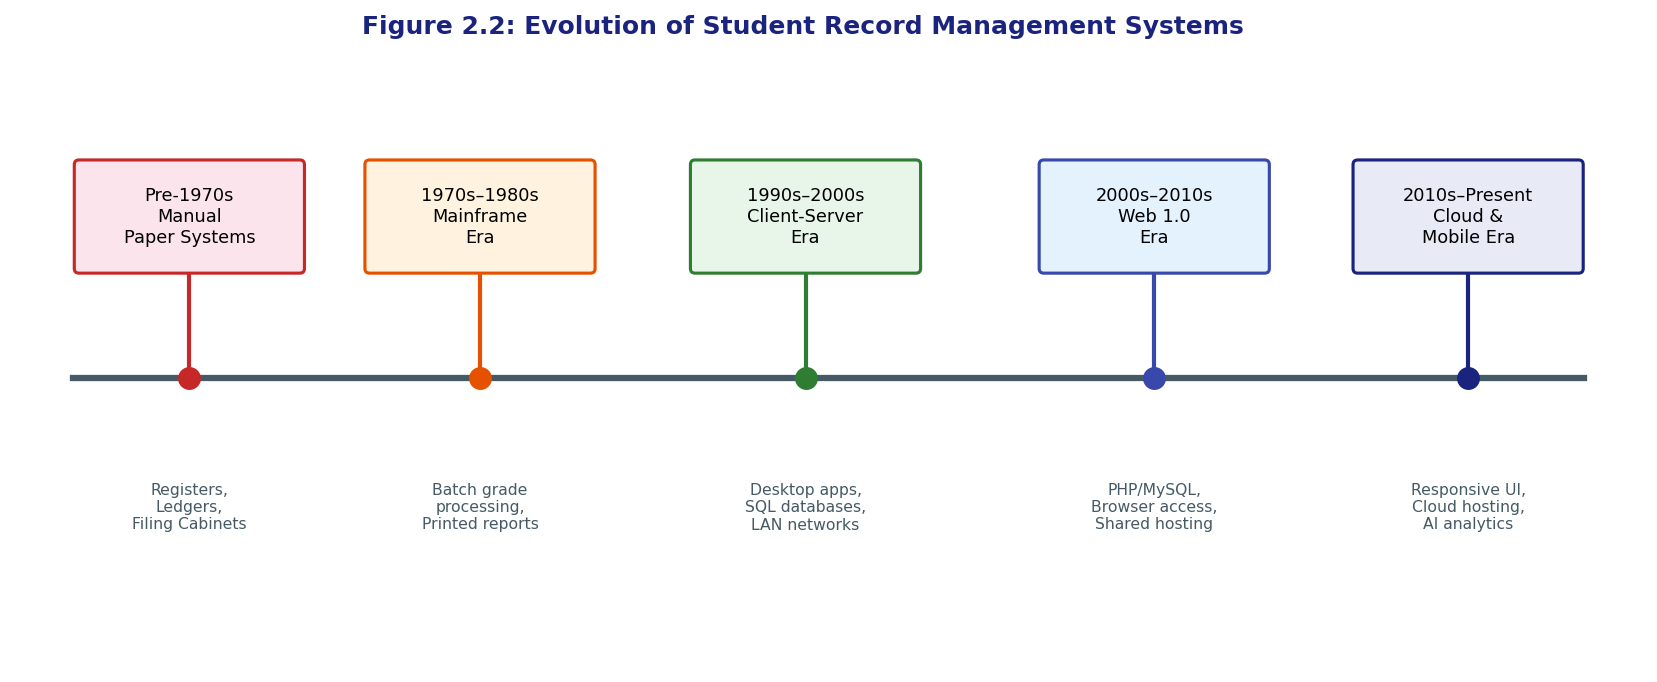 Figure 2.2: Evolution of Student Record Management Systems
Pre-1970s
Manual
Paper Systems
1970s–1980s
Mainframe
Era
1990s–2000s
Client-Server
Era
2000s–2010s
Web 1.0
Era
2010s–Present
Cloud &
Mobile Era
Registers,
Ledgers,
Filing Cabinets
Batch grade
processing,
Printed reports
Desktop apps,
SQL databases,
LAN networks
PHP/MySQL,
Browser access,
Shared hosting
Responsive UI,
Cloud hosting,
AI analytics